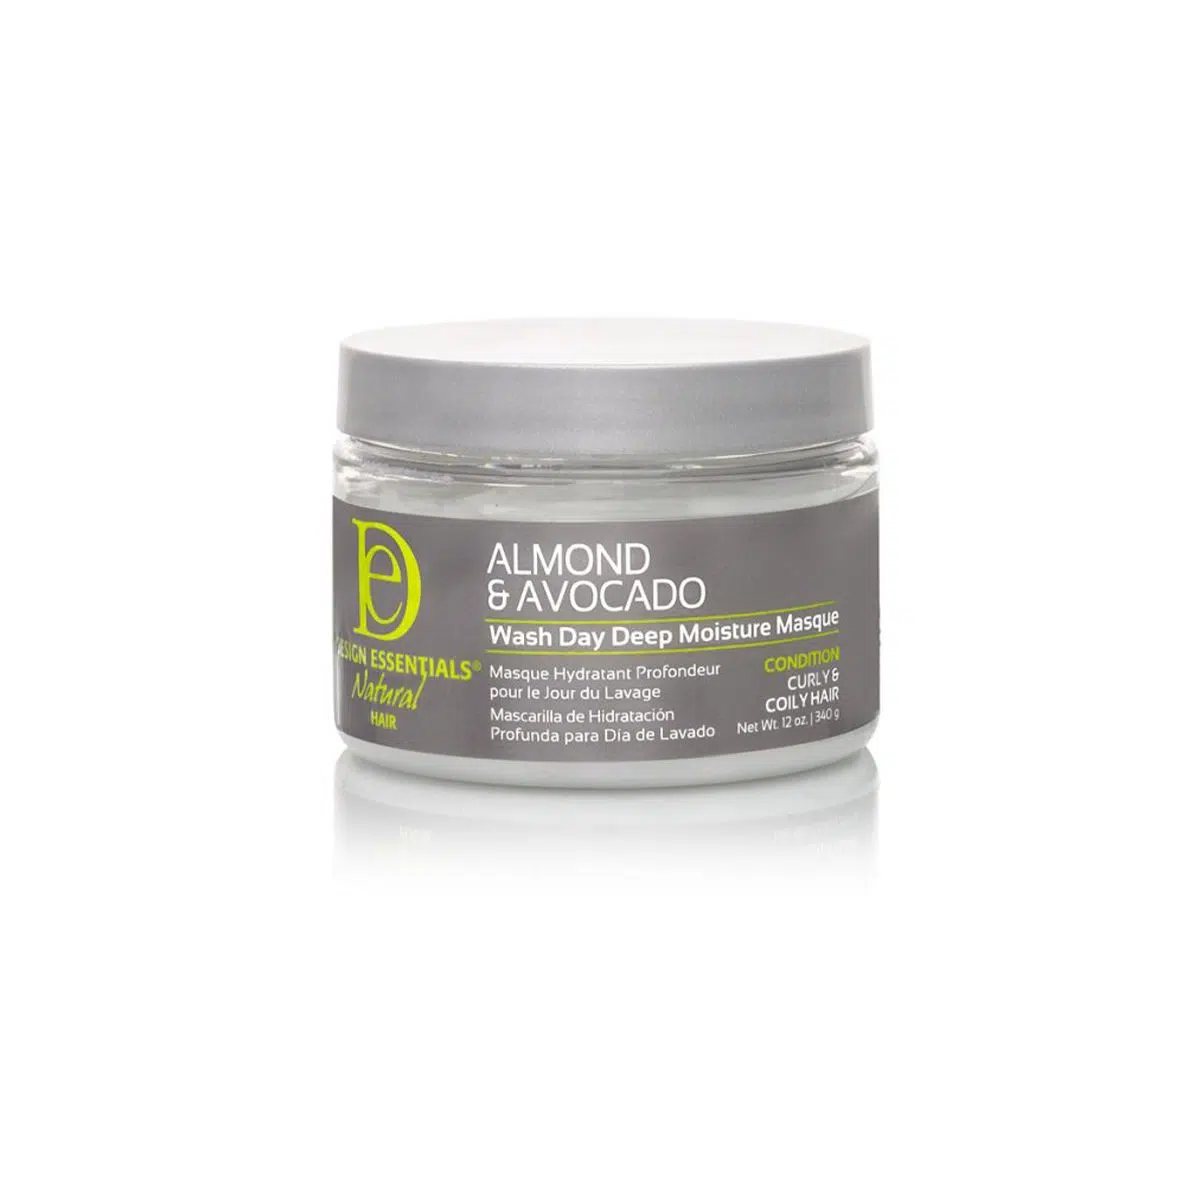 DE
DESIGN ESSENTIALS®
Natural
HAIR
ALMOND
& AVOCADO
Wash Day Deep Moisture Masque
Masque Hydratant Profondeur
pour le Jour du Lavage
Mascarilla de Hidratación
Profunda para Día de Lavado
CONDITION
CURLY &
COILY HAIR
Net Wt. 12 oz. | 340 g